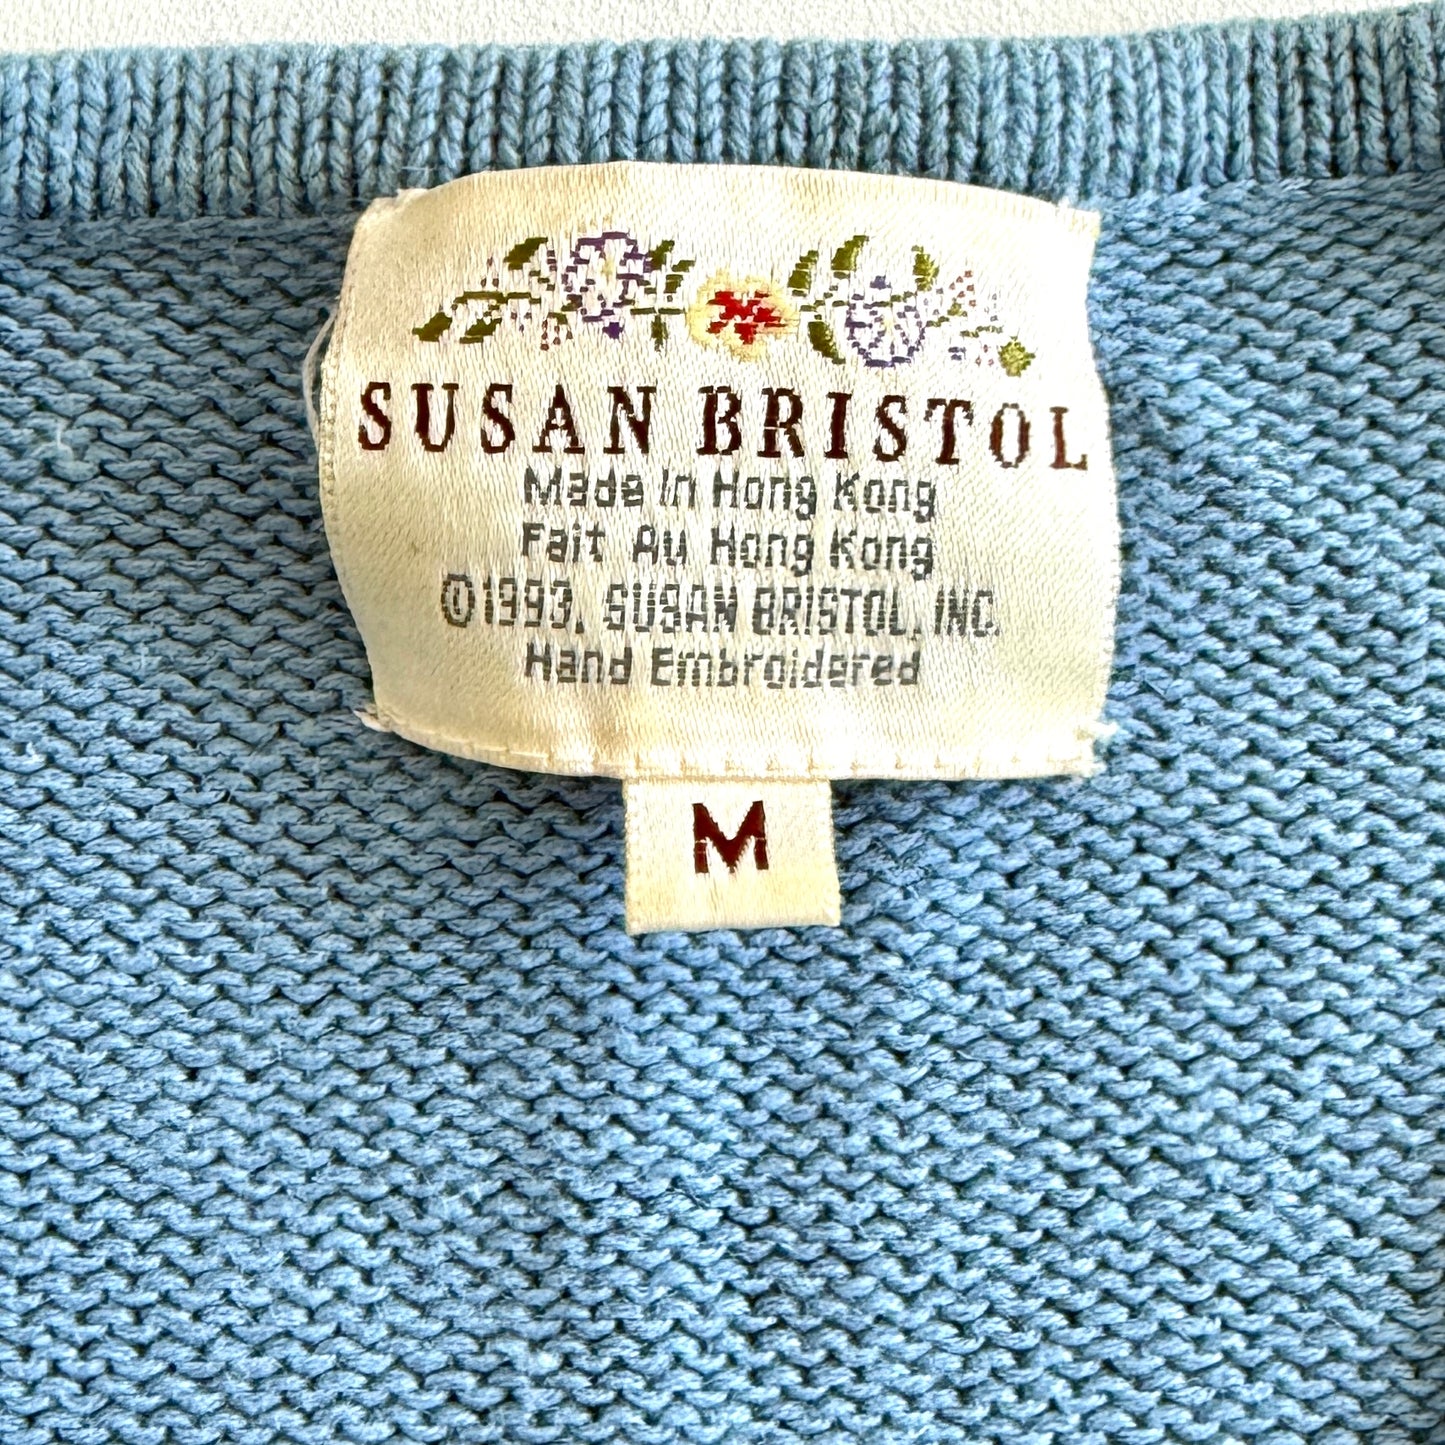 SUSAN BRISTOL
Made In Hong Kong
Fait Au Hong Kong
©1993, SUSAN BRISTOL, INC.
Hand Embroidered
M